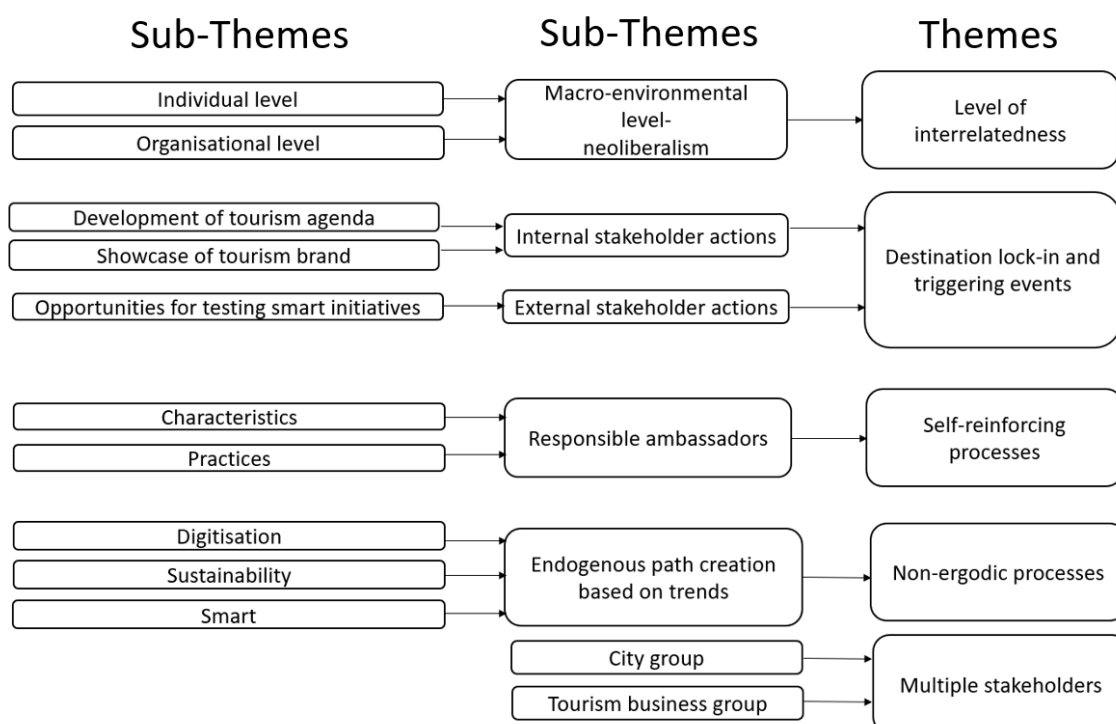 Sub-Themes
Sub-Themes
Themes
Individual level
Organisational level
Macro-environmental
level-
neoliberalism
Level of
interrelatedness
Development of tourism agenda
Showcase of tourism brand
Opportunities for testing smart initiatives
Internal stakeholder actions
External stakeholder actions
Destination lock-in and
triggering events
Characteristics
Practices
Responsible ambassadors
Self-reinforcing
processes
Digitisation
Sustainability
Smart
Endogenous path creation
based on trends
Non-ergodic processes
City group
Tourism business group
Multiple stakeholders